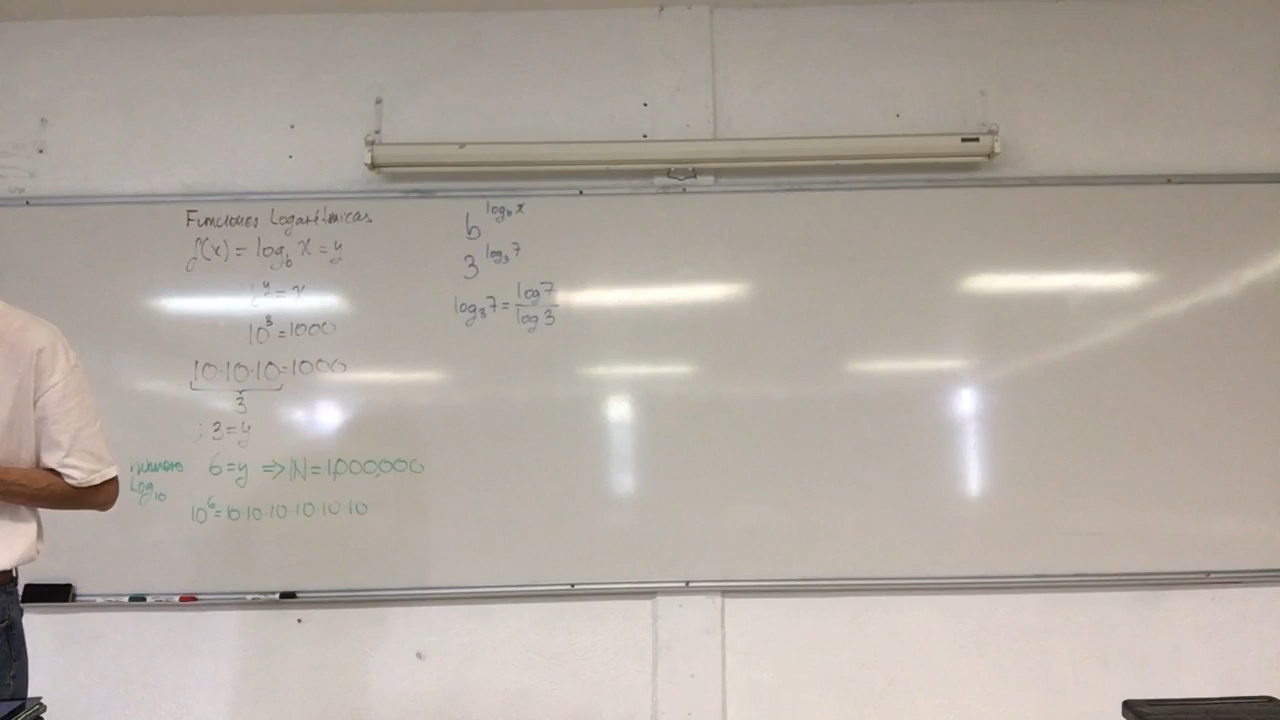 Funciones Logarítmicas
f(x) = log_b x = y
b^y = x
10^3 = 1000
10·10·10 = 1000
3
; 3 = y
número 6 = y ⇒ N = 1,000,000
Log_10
10^6 = 10·10·10·10·10·10
b^{log_b x}
3^{log_3 7}
log_3 7 = log 7 / log 3